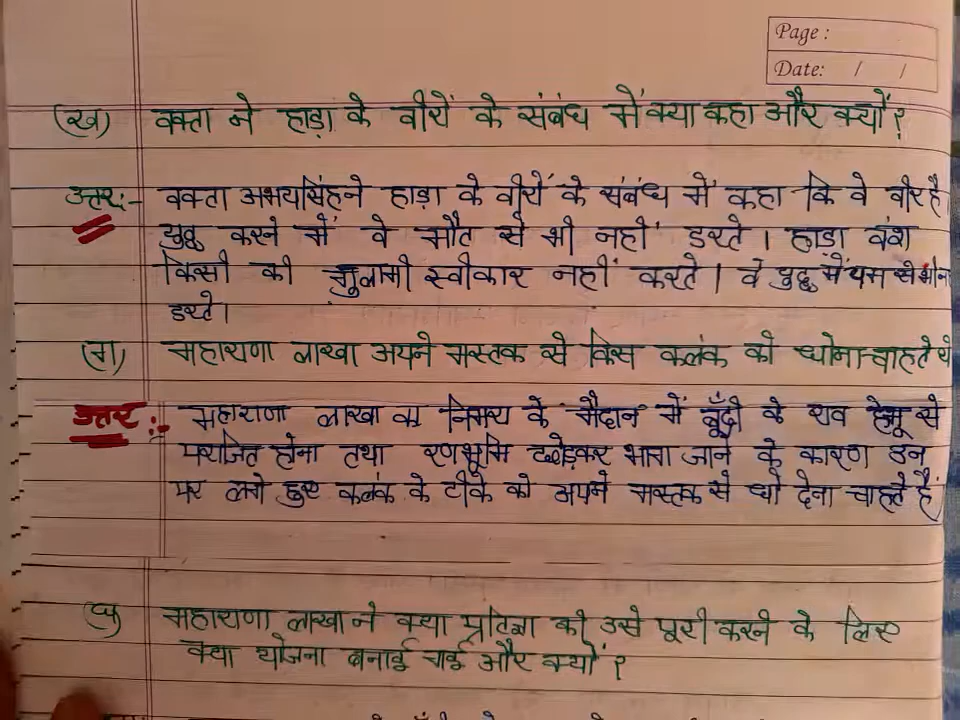 Page :
Date: / /
(ख) वक्ता ने हाड़ा के वीरों के संबंध में क्या कहा और क्यों?
उत्तर:- वक्ता अभयसिंह ने हाड़ा के वीरों के संबंध में कहा कि वे वीर है।
युद्ध करने में वे मौत से भी नहीं डरते। हाडा वंश
किसी की गुलामी स्वीकार नहीं करते। वे युद्ध में यम से भी न
डरते।
(ग) महाराणा लाखा अपने मस्तक से किस कलंक को धोना चाहते थे
उत्तर:- महाराणा लाखा का के मैदान में बूँदी के राव हेमू से
पराजित होना तथा रणभूमि छोड़कर भाग जाने के कारण उन
पर लगे हुए कलंक के टीके को अपने मस्तक से धो देना चाहते हैं
महाराणा लाखा ने क्या प्रतिज्ञा की उसे पूरी करने के लिए
क्या योजना बनाई गई और क्यों?